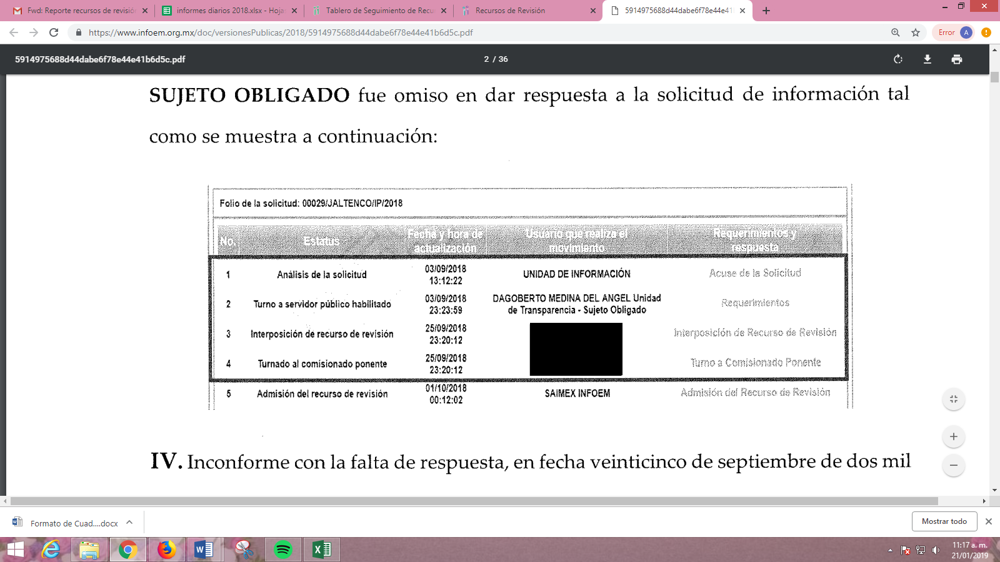 Fwd: Reporte recursos de revisión
informes diarios 2018.xlsx - Hoja
Tablero de Seguimiento de Recu
Recursos de Revisión
5914975688d44dabe6f78e44e41
https://www.infoem.org.mx/doc/versionesPublicas/2018/5914975688d44dabe6f78e44e41b6d5c.pdf
Error A
5914975688d44dabe6f78e44e41b6d5c.pdf
2 / 36
SUJETO OBLIGADO fue omiso en dar respuesta a la solicitud de información tal
como se muestra a continuación:
Folio de la solicitud: 00029/JALTENCO/IP/2018
No. Estatus Fecha y hora de actualización Usuario que realiza el movimiento Requerimientos y respuesta
1 Análisis de la solicitud 03/09/2018 13:12:22 UNIDAD DE INFORMACIÓN Acuse de la Solicitud
2 Turno a servidor público habilitado 03/09/2018 23:23:59 DAGOBERTO MEDINA DEL ANGEL Unidad de Transparencia - Sujeto Obligado Requerimientos
3 Interposición de recurso de revisión 25/09/2018 23:20:12 Interposición de Recurso de Revisión
4 Turnado al comisionado ponente 25/09/2018 23:20:12 Turno a Comisionado Ponente
5 Admisión del recurso de revisión 01/10/2018 00:12:02 SAIMEX INFOEM Admisión del Recurso de Revisión
IV. Inconforme con la falta de respuesta, en fecha veinticinco de septiembre de dos mil
Formato de Cuad....docx
Mostrar todo
11:17 a. m.
21/01/2019